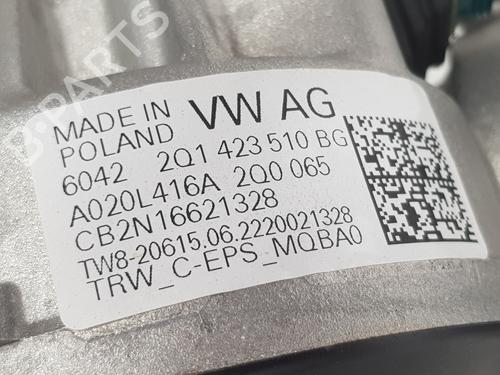 B-PARTS
MADE IN POLAND VW AG
6042 2Q1 423 510 BG
A020L416A 2Q0 065
CB2N16621328
TW8-20615.06.2220021328
TRW_C-EPS_MQBA0